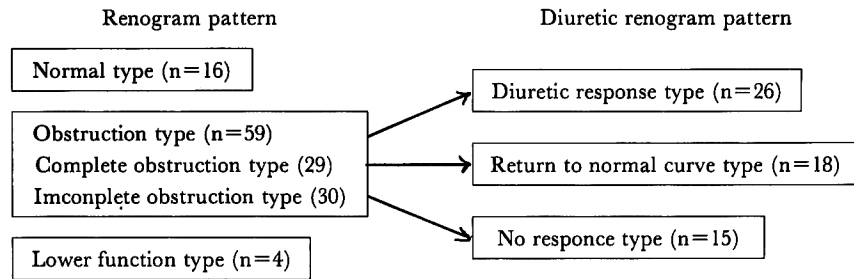 Renogram pattern
Diuretic renogram pattern
Normal type (n=16)
Diuretic response type (n=26)
Obstruction type (n=59)
Complete obstruction type (29)
Imconplete obstruction type (30)
Return to normal curve type (n=18)
No responce type (n=15)
Lower function type (n=4)